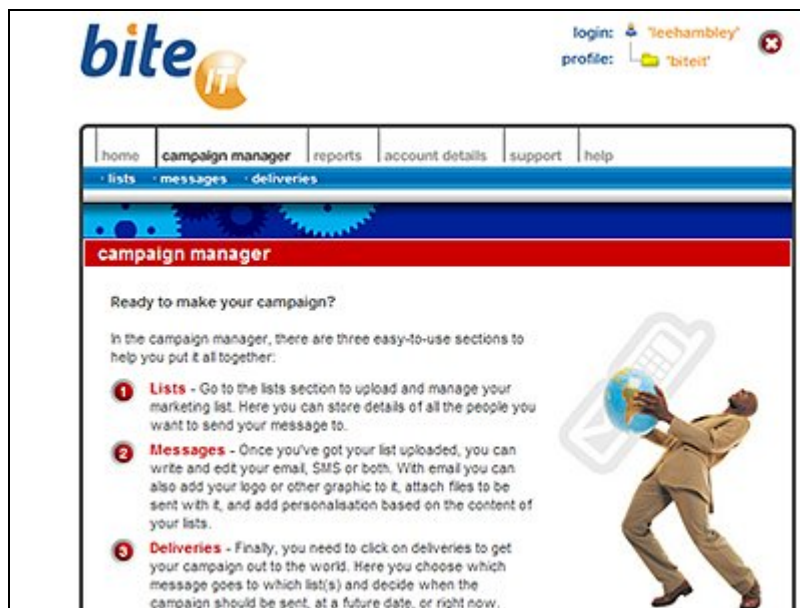 bite
IT
login: "leehambley"
profile: "biteit"
home campaign manager reports account details support help
· lists · messages · deliveries
campaign manager
Ready to make your campaign?
In the campaign manager, there are three easy-to-use sections to
help you put it all together:
1 Lists - Go to the lists section to upload and manage your
marketing list. Here you can store details of all the people you
want to send your message to.
2 Messages - Once you've got your list uploaded, you can
write and edit your email, SMS or both. With email you can
also add your logo or other graphic to it, attach files to be
sent with it, and add personalisation based on the content of
your lists.
3 Deliveries - Finally, you need to click on deliveries to get
your campaign out to the world. Here you choose which
message goes to which list(s) and decide when the
campaign should be sent, at a future date, or right now.